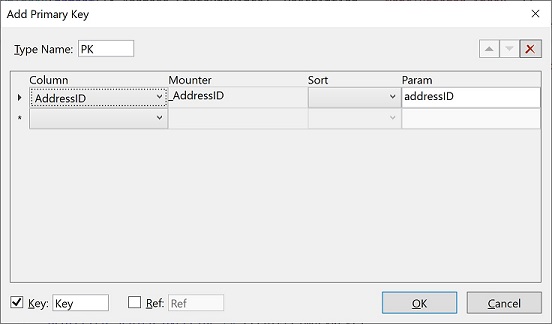 Add Primary Key
Type Name: PK
Column Mounter Sort Param
AddressID _AddressID addressID
*
Key: Key Ref: Ref OK Cancel